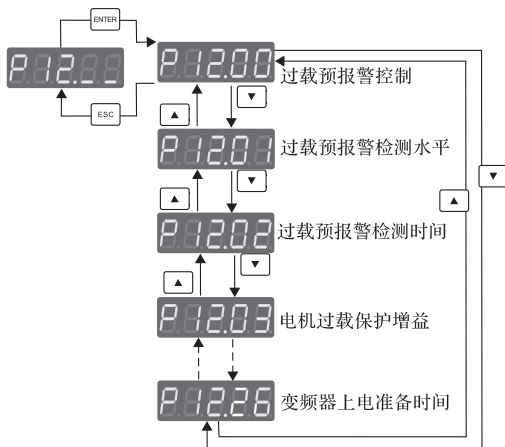 ENTER
P12._ _
ESC
P12.00
过载预报警控制
P12.01
过载预报警检测水平
P12.02
过载预报警检测时间
P12.03
电机过载保护增益
P12.26
变频器上电准备时间